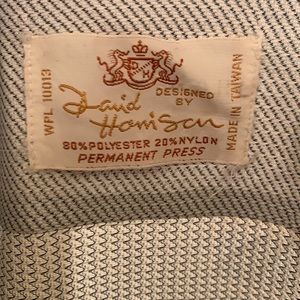 DESIGNED
BY
David
Harrison
80% POLYESTER 20% NYLON
PERMANENT PRESS
WPL 10013
MADE IN TAIWAN